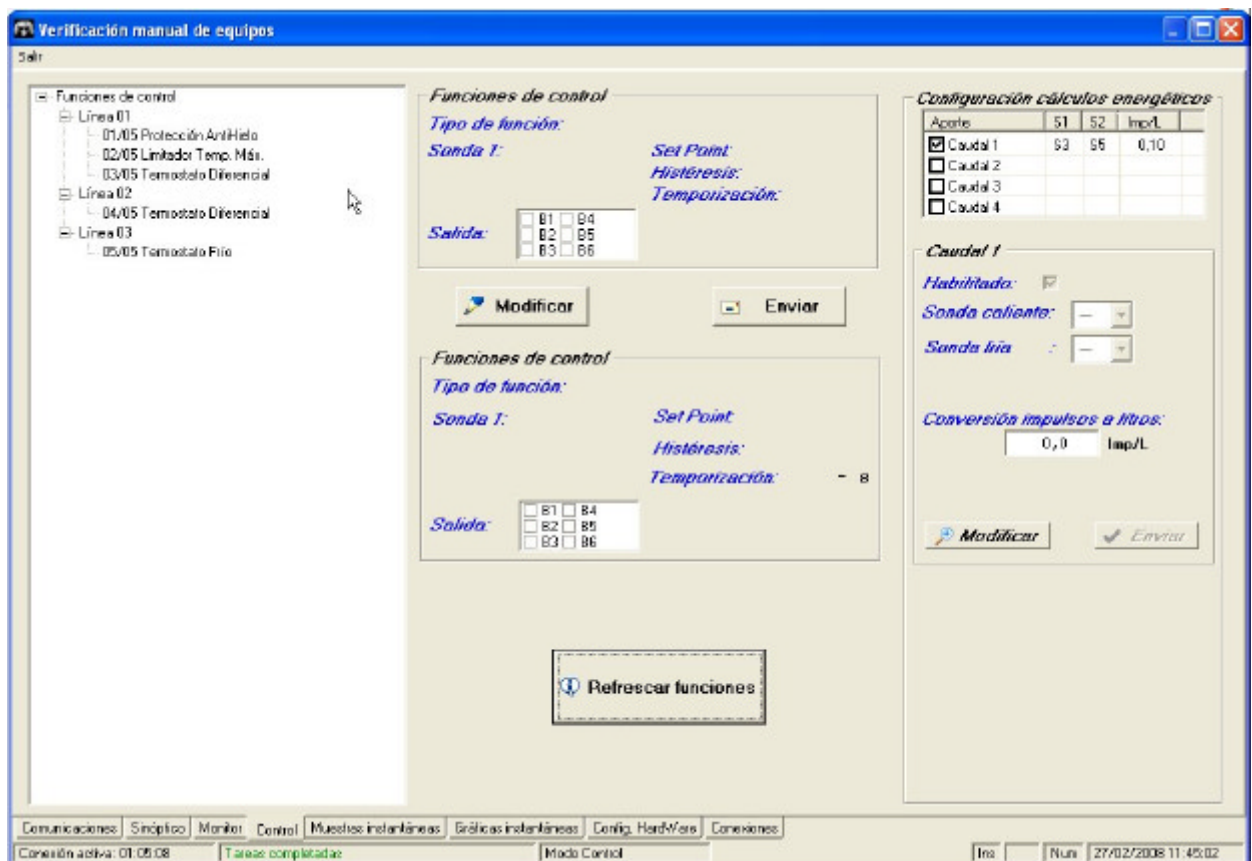 Verificación manual de equipos
Salir
Funciones de control
Línea 01
01/05 Protección AntiHielo
02/05 Limitador Temp. Máx.
03/05 Termostato Diferencial
Línea 02
04/05 Termostato Diferencial
Línea 03
05/05 Termostato Frío
Funciones de control
Tipo de función:
Sonda 1:
Set Point:
Histéresis:
Temporización:
Salida:
B1 B4
B2 B5
B3 B6
Modificar
Enviar
Funciones de control
Tipo de función:
Sonda 1:
Set Point:
Histéresis:
Temporización: - s
Salida:
B1 B4
B2 B5
B3 B6
Refrescar funciones
Configuración cálculos energéticos
Aporte S1 S2 Imp/L
Caudal 1 S3 S5 0,10
Caudal 2
Caudal 3
Caudal 4
Caudal 1
Habilitado:
Sonda caliente: ---
Sonda fría : ---
Conversión impulsos a litros:
0,0 Imp/L
Modificar
Enviar
Comunicaciones Sinóptico Monitor Control Muestras instantáneas Gráficas instantáneas Config. HardWare Conexiones
Conexión activa: 01:05:08 Tareas completadas Modo Control Ins Num 27/02/2008 11:45:02